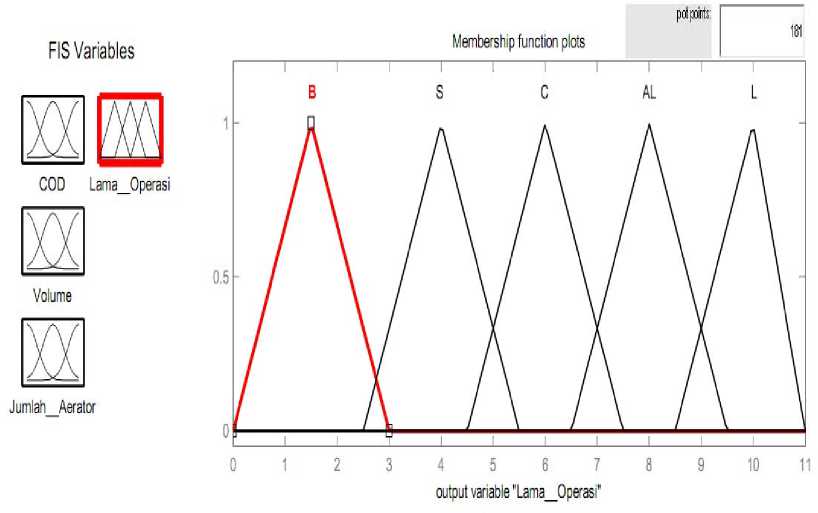 plot points:
181
FIS Variables
Membership function plots
B S C AL L
1
0.5
0
COD Lama__Operasi
Volume
Jumlah__Aerator
0 1 2 3 4 5 6 7 8 9 10 11
output variable "Lama__Operasi"